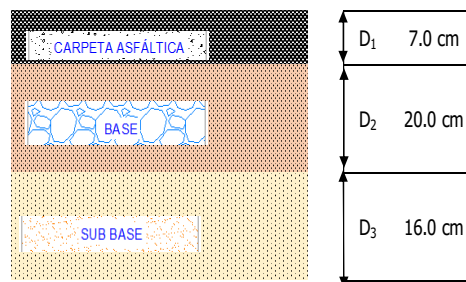 CARPETA ASFÁLTICA
D₁ 7.0 cm
BASE
D₂ 20.0 cm
SUB BASE
D₃ 16.0 cm